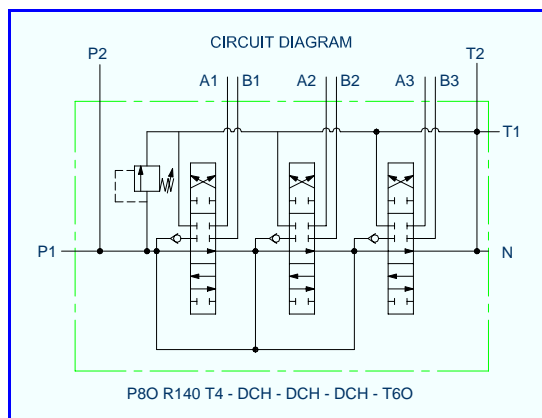 CIRCUIT DIAGRAM
P2
T2
A1 B1 A2 B2 A3 B3
T1
P1
N
P8O R140 T4 - DCH - DCH - DCH - T6O